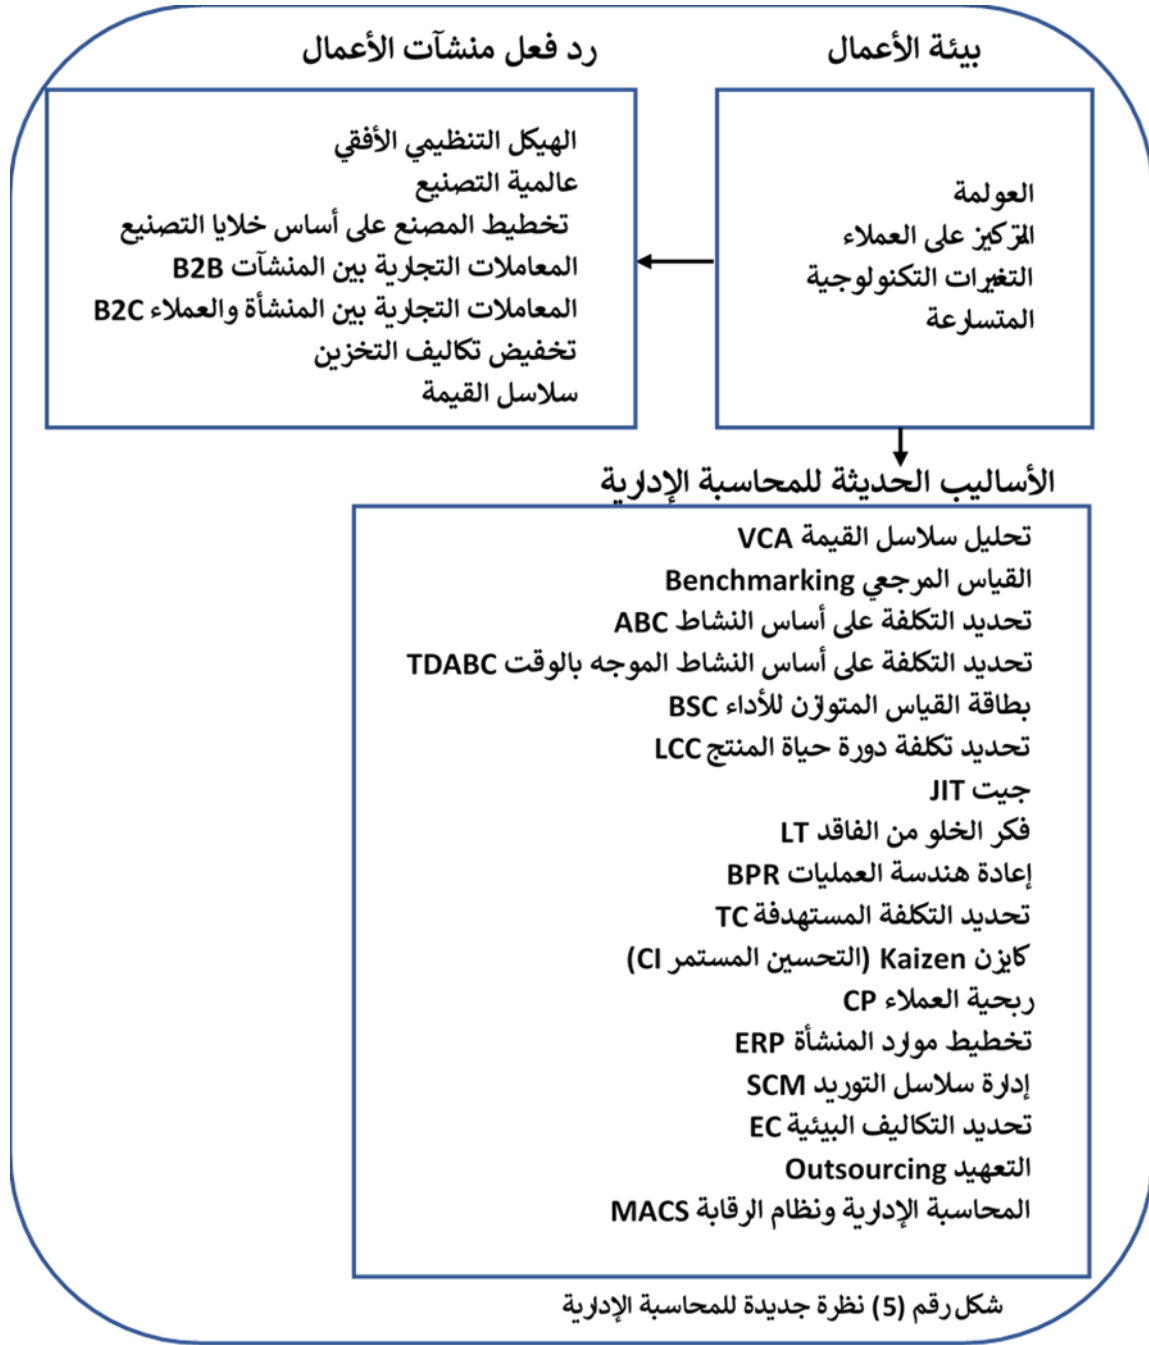 بيئة الأعمال
العولمة
التركيز على العملاء
التغيرات التكنولوجية
المتسارعة
رد فعل منشآت الأعمال
الهيكل التنظيمي الأفقي
عالمية التصنيع
تخطيط المصنع على أساس خلايا التصنيع
المعاملات التجارية بين المنشآت B2B
المعاملات التجارية بين المنشأة والعملاء B2C
تخفيض تكاليف التخزين
سلاسل القيمة
الأساليب الحديثة للمحاسبة الإدارية
تحليل سلاسل القيمة VCA
القياس المرجعي Benchmarking
تحديد التكلفة على أساس النشاط ABC
تحديد التكلفة على أساس النشاط الموجه بالوقت TDABC
بطاقة القياس المتوازن للأداء BSC
تحديد تكلفة دورة حياة المنتج LCC
جيت JIT
فكر الخلو من الفاقد LT
إعادة هندسة العمليات BPR
تحديد التكلفة المستهدفة TC
كايزن Kaizen (التحسين المستمر CI)
ربحية العملاء CP
تخطيط موارد المنشأة ERP
إدارة سلاسل التوريد SCM
تحديد التكاليف البيئية EC
التعهيد Outsourcing
المحاسبة الإدارية ونظام الرقابة MACS
شكل رقم (5) نظرة جديدة للمحاسبة الإدارية